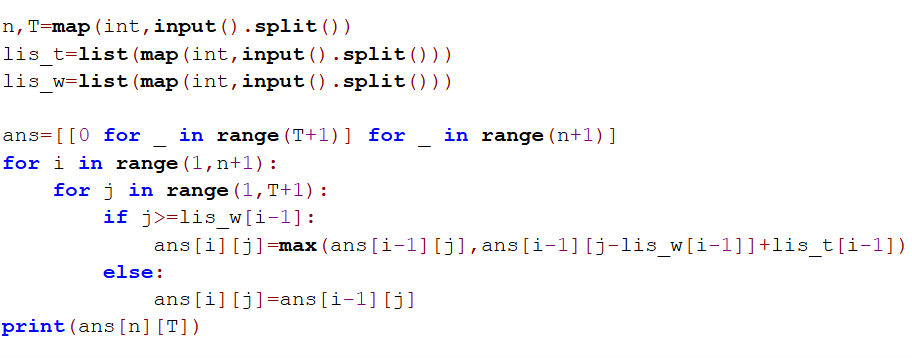 n,T=map(int,input().split())
lis_t=list(map(int,input().split()))
lis_w=list(map(int,input().split()))

ans=[[0 for _ in range(T+1)] for _ in range(n+1)]
for i in range(1,n+1):
    for j in range(1,T+1):
        if j>=lis_w[i-1]:
            ans[i][j]=max(ans[i-1][j],ans[i-1][j-lis_w[i-1]]+lis_t[i-1])
        else:
            ans[i][j]=ans[i-1][j]
print(ans[n][T])